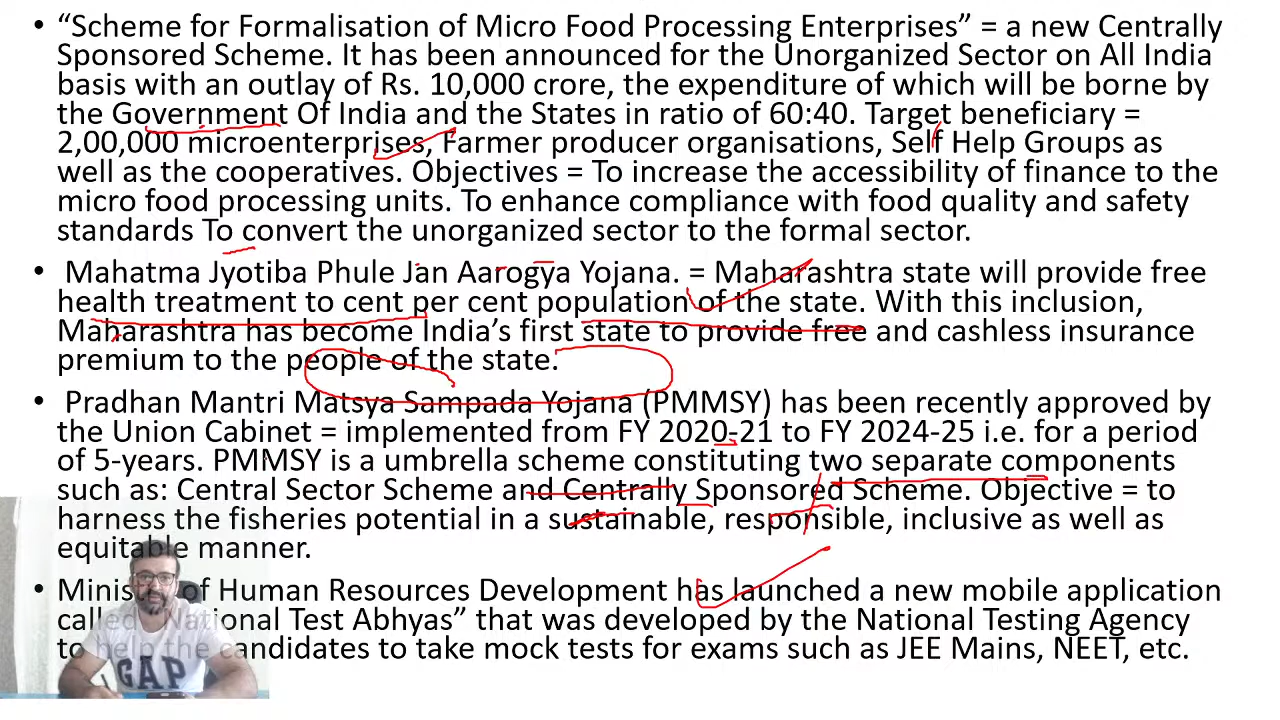 • “Scheme for Formalisation of Micro Food Processing Enterprises” = a new Centrally
Sponsored Scheme. It has been announced for the Unorganized Sector on All India
basis with an outlay of Rs. 10,000 crore, the expenditure of which will be borne by
the Government Of India and the States in ratio of 60:40. Target beneficiary =
2,00,000 microenterprises, Farmer producer organisations, Self Help Groups as
well as the cooperatives. Objectives = To increase the accessibility of finance to the
micro food processing units. To enhance compliance with food quality and safety
standards To convert the unorganized sector to the formal sector.
• Mahatma Jyotiba Phule Jan Aarogya Yojana. = Maharashtra state will provide free
health treatment to cent per cent population of the state. With this inclusion,
Maharashtra has become India’s first state to provide free and cashless insurance
premium to the people of the state.
• Pradhan Mantri Matsya Sampada Yojana (PMMSY) has been recently approved by
the Union Cabinet = implemented from FY 2020-21 to FY 2024-25 i.e. for a period
of 5-years. PMMSY is a umbrella scheme constituting two separate components
such as: Central Sector Scheme and Centrally Sponsored Scheme. Objective = to
harness the fisheries potential in a sustainable, responsible, inclusive as well as
equitable manner.
• Ministry of Human Resources Development has launched a new mobile application
called “National Test Abhyas” that was developed by the National Testing Agency
to help the candidates to take mock tests for exams such as JEE Mains, NEET, etc.
GAP